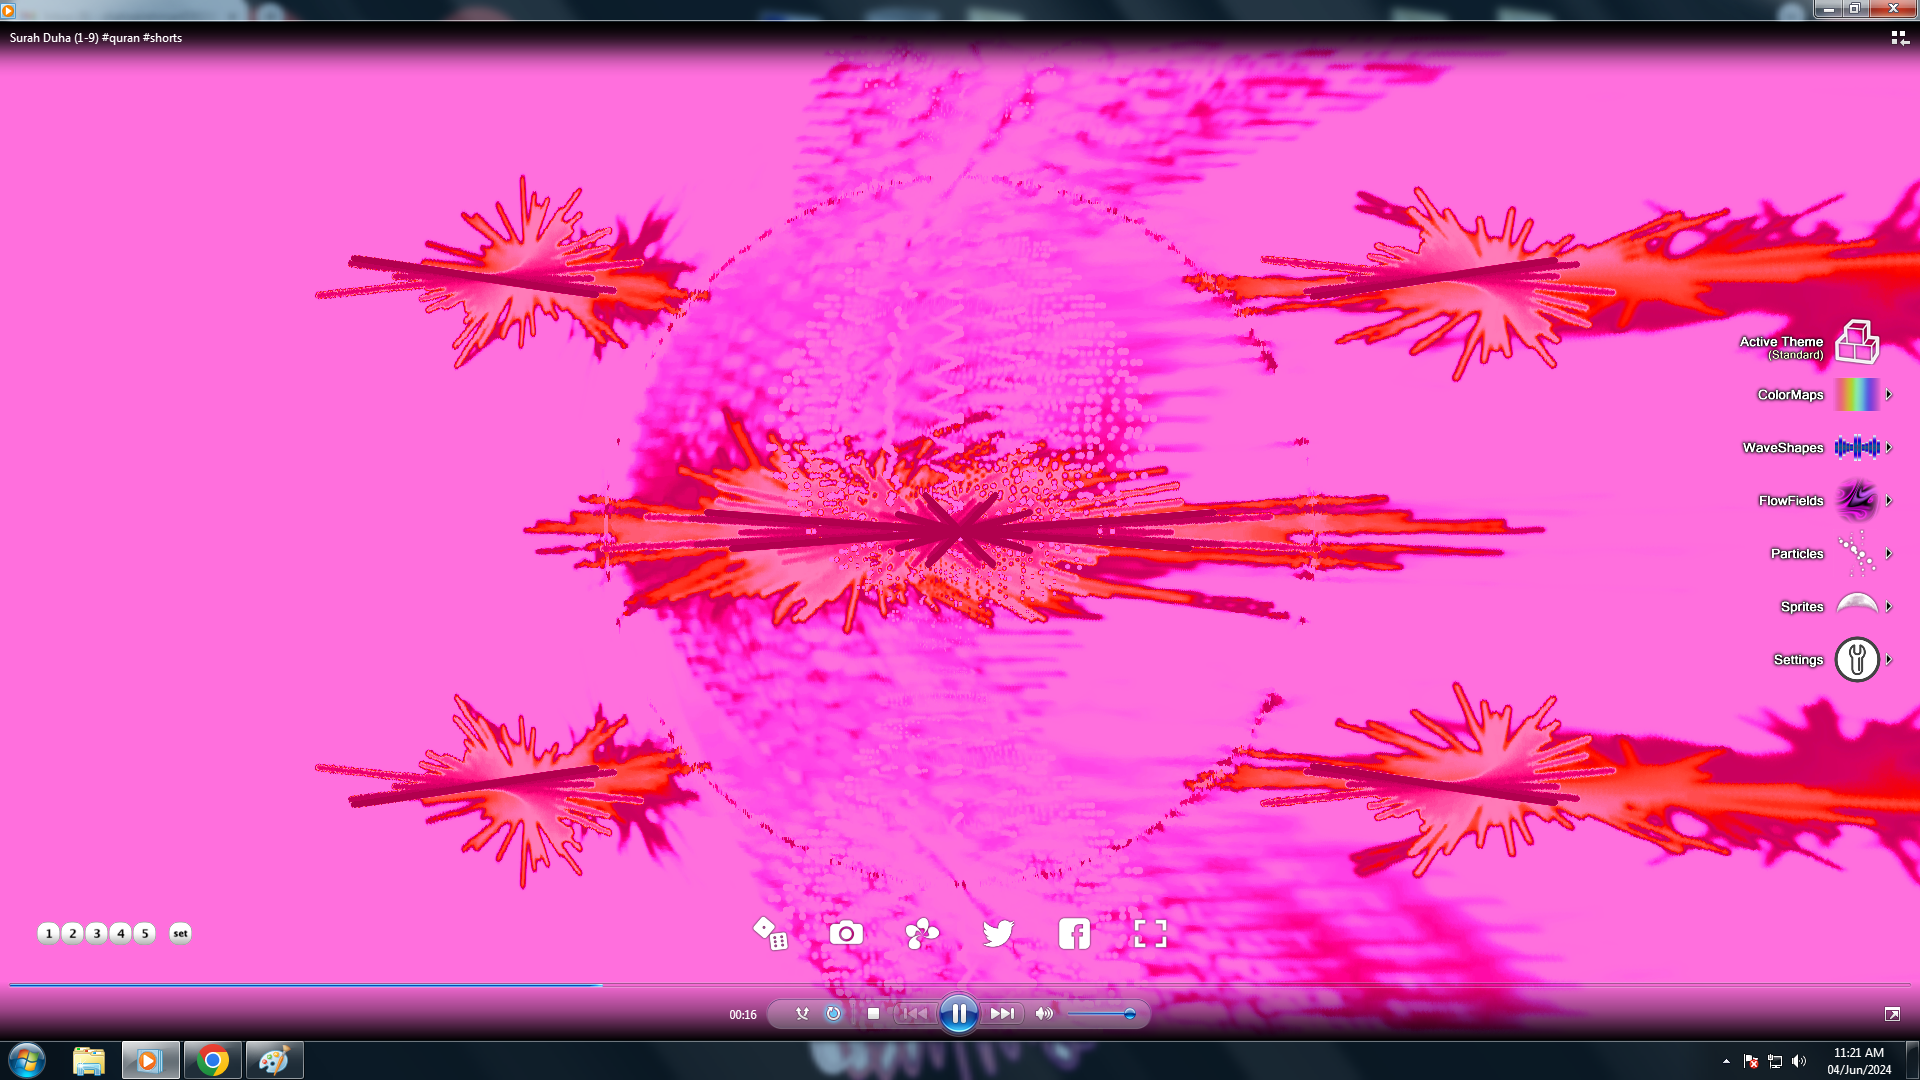 Surah Duha (1-9) #quran #shorts
Active Theme
(Standard)
ColorMaps
WaveShapes
FlowFields
Particles
Sprites
Settings
1 2 3 4 5 set
00:16
11:21 AM
04/Jun/2024